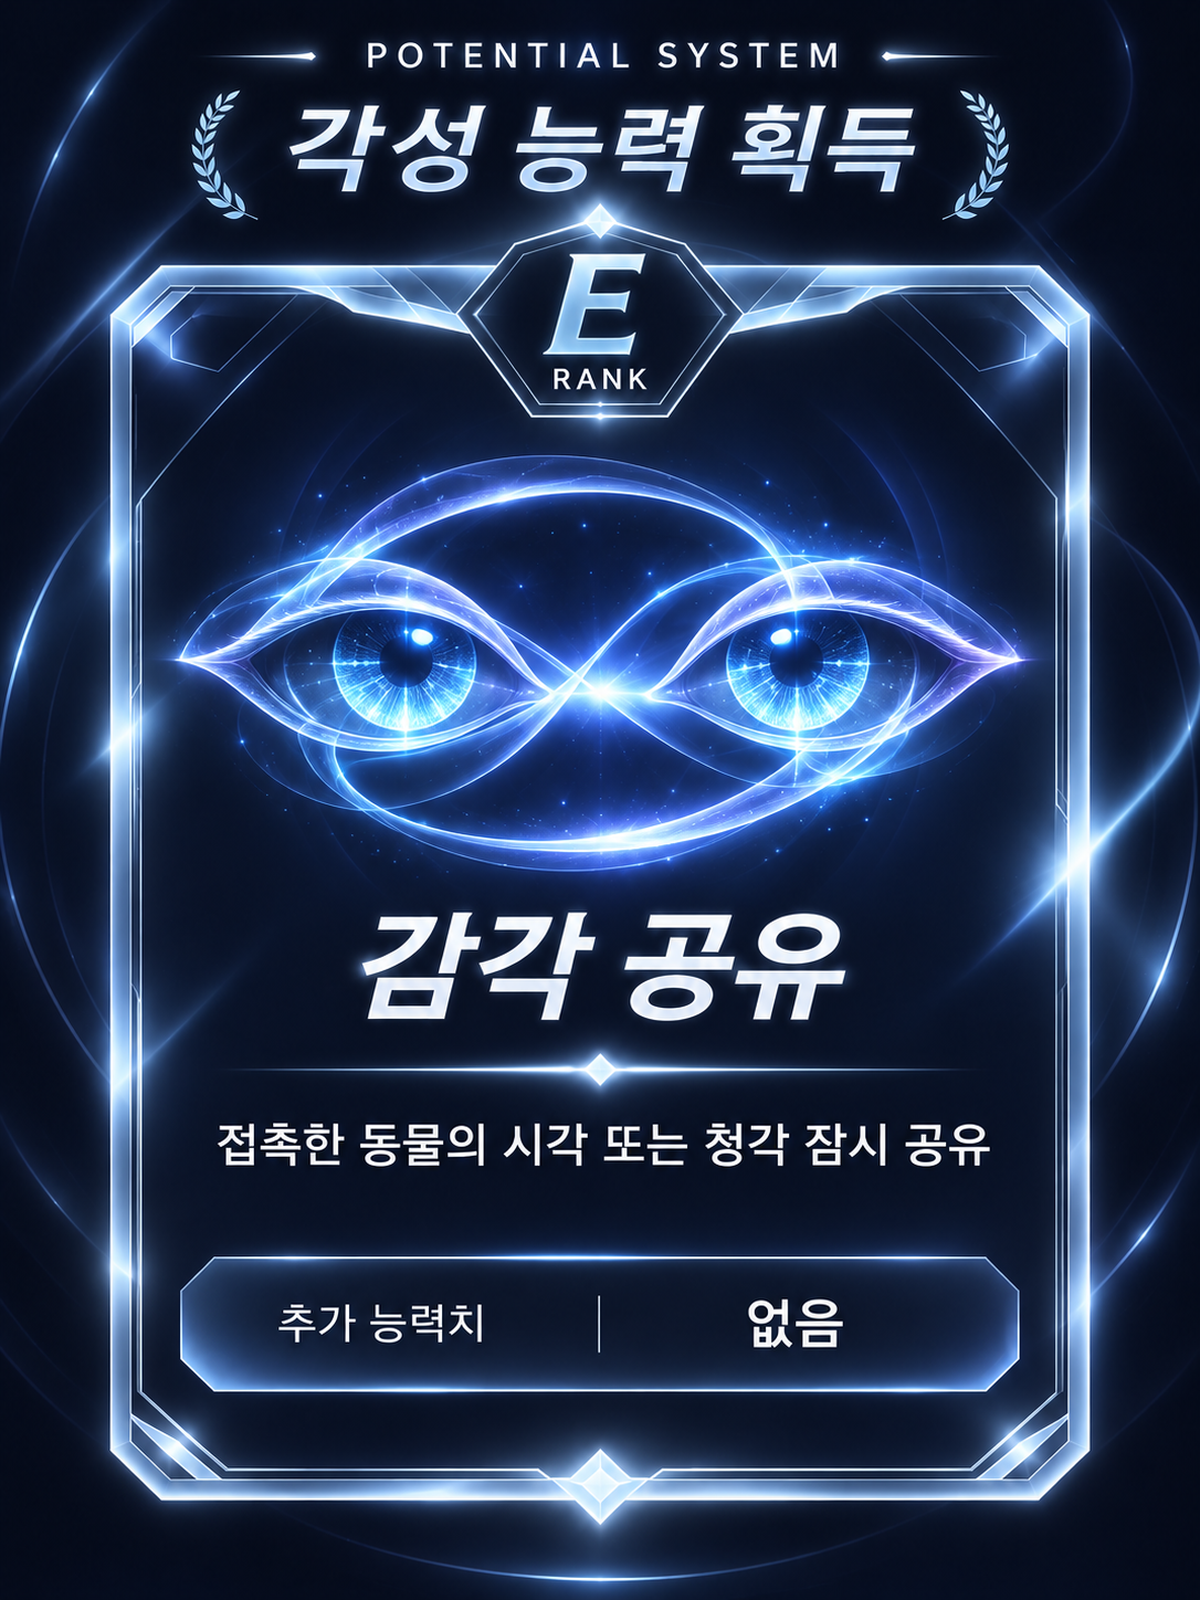 POTENTIAL SYSTEM
각성 능력 획득
E
RANK
감각 공유
접촉한 동물의 시각 또는 청각 잠시 공유
추가 능력치
없음